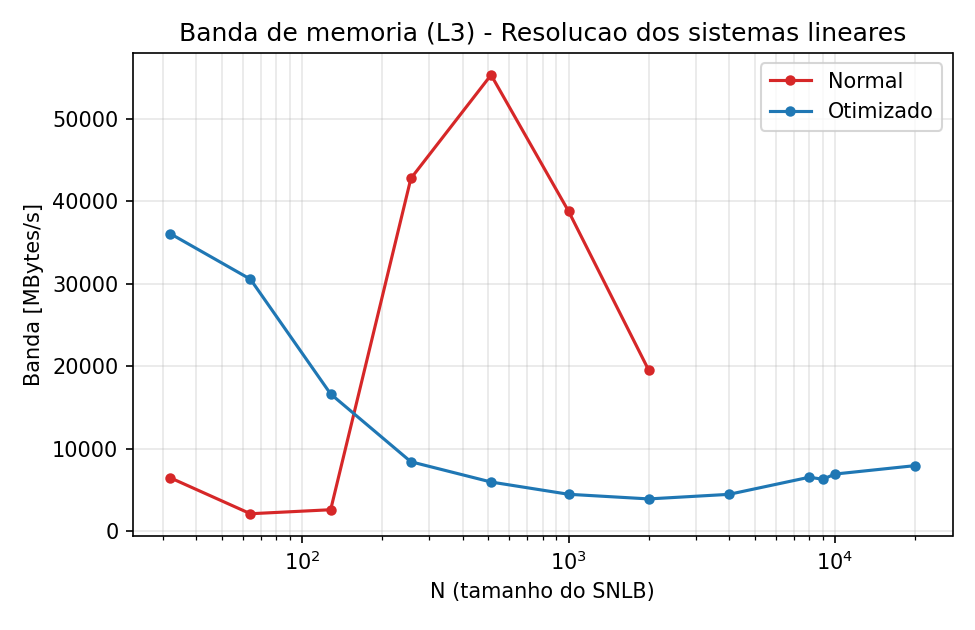 Banda de memoria (L3) - Resolucao dos sistemas lineares
Normal
Otimizado
Banda [MBytes/s]
50000
40000
30000
20000
10000
0
10² 10³ 10⁴
N (tamanho do SNLB)